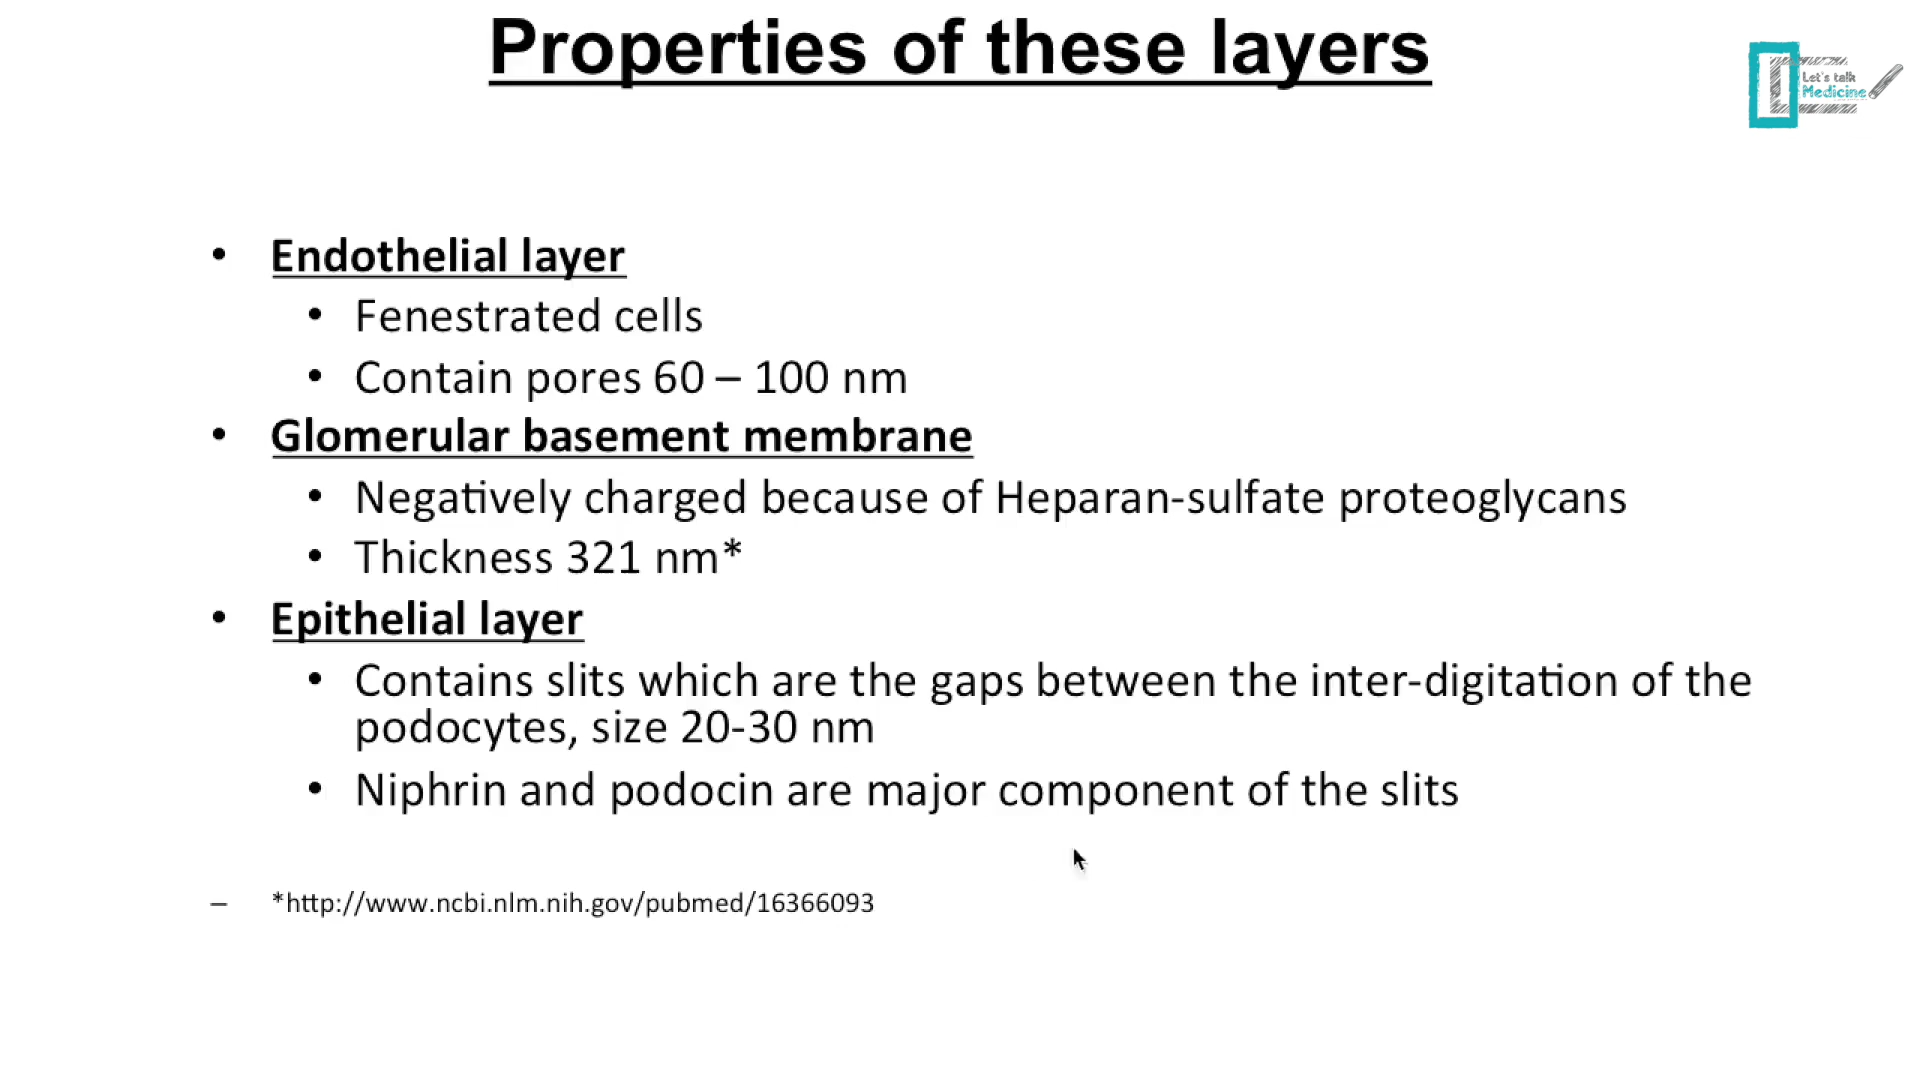 Properties of these layers
Let's talk
Medicine
• Endothelial layer
• Fenestrated cells
• Contain pores 60 – 100 nm
• Glomerular basement membrane
• Negatively charged because of Heparan-sulfate proteoglycans
• Thickness 321 nm*
• Epithelial layer
• Contains slits which are the gaps between the inter-digitation of the
podocytes, size 20-30 nm
• Niphrin and podocin are major component of the slits
– *http://www.ncbi.nlm.nih.gov/pubmed/16366093